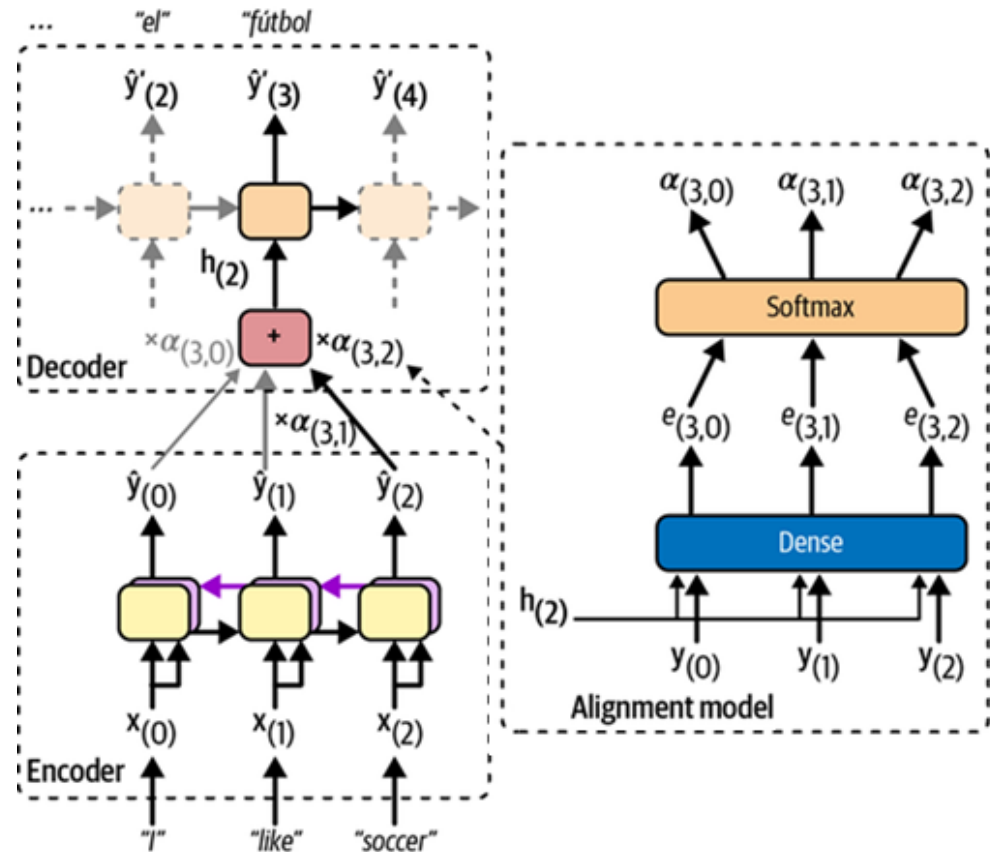 ... "el" "fútbol
ŷ'(2) ŷ'(3) ŷ'(4)
...
h(2)
×α(3,0) + ×α(3,2)
Decoder
×α(3,1)
ŷ(0) ŷ(1) ŷ(2)
x(0) x(1) x(2)
Encoder
"I" "like" "soccer"
α(3,0) α(3,1) α(3,2)
Softmax
e(3,0) e(3,1) e(3,2)
Dense
h(2)
y(0) y(1) y(2)
Alignment model